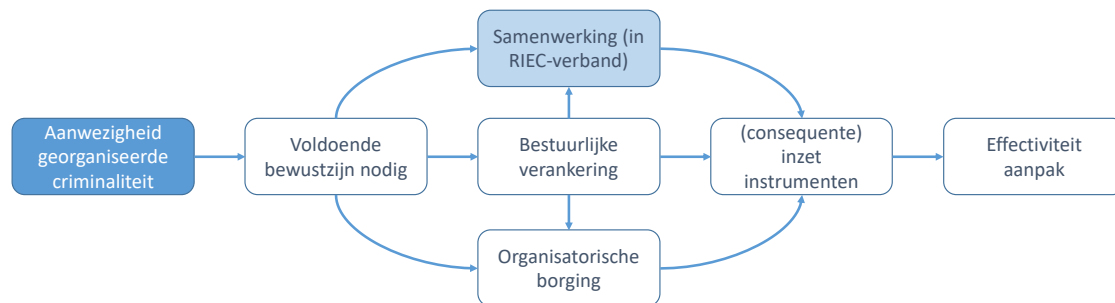 Samenwerking (in
RIEC-verband)
Aanwezigheid
georganiseerde
criminaliteit
Voldoende
bewustzijn nodig
Bestuurlijke
verankering
(consequente)
inzet
instrumenten
Effectiviteit
aanpak
Organisatorische
borging